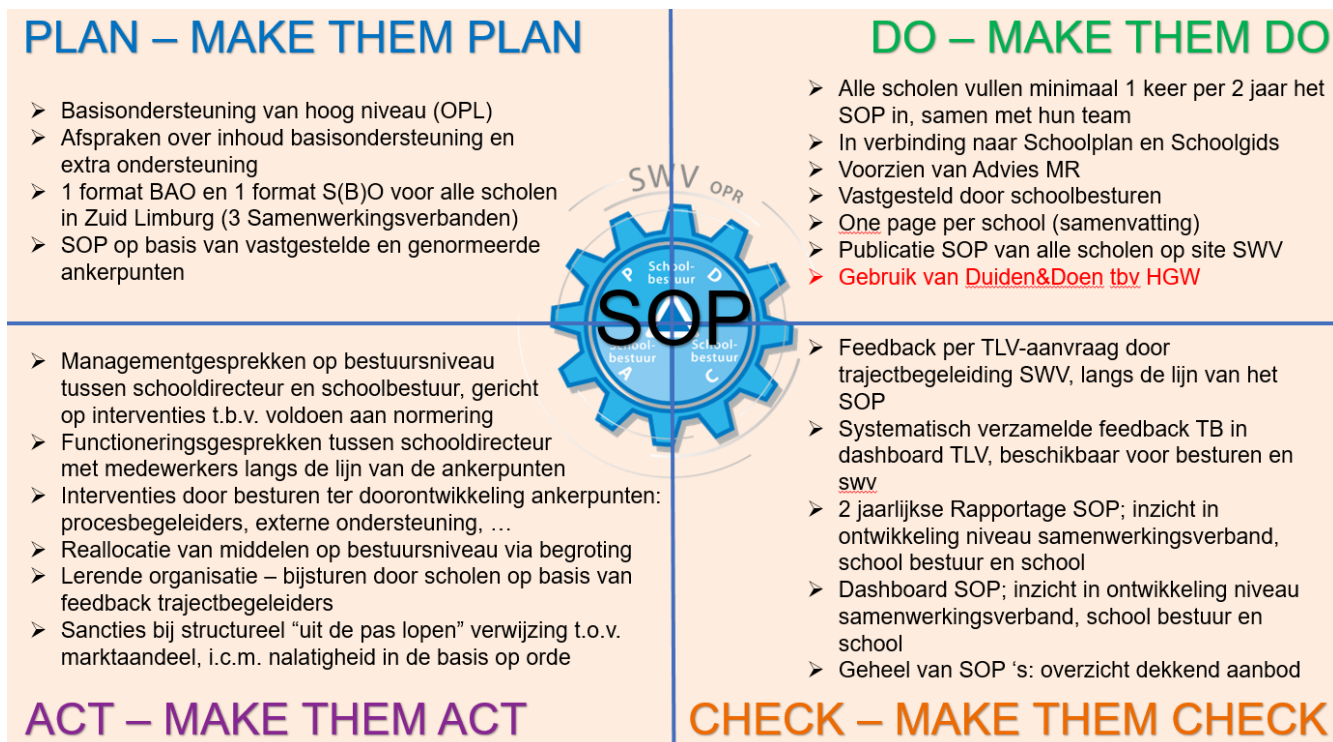 PLAN – MAKE THEM PLAN
➢ Basisondersteuning van hoog niveau (OPL)
➢ Afspraken over inhoud basisondersteuning en
extra ondersteuning
➢ 1 format BAO en 1 format S(B)O voor alle scholen
in Zuid Limburg (3 Samenwerkingsverbanden)
➢ SOP op basis van vastgestelde en genormeerde
ankerpunten
DO – MAKE THEM DO
➢ Alle scholen vullen minimaal 1 keer per 2 jaar het
SOP in, samen met hun team
➢ In verbinding naar Schoolplan en Schoolgids
➢ Voorzien van Advies MR
➢ Vastgesteld door schoolbesturen
➢ One page per school (samenvatting)
➢ Publicatie SOP van alle scholen op site SWV
➢ Gebruik van Duiden&Doen tbv HGW
SWV OPR
P School- D
bestuur
SOP
School- School-
bestuur bestuur
A C
➢ Managementgesprekken op bestuursniveau
tussen schooldirecteur en schoolbestuur, gericht
op interventies t.b.v. voldoen aan normering
➢ Functioneringsgesprekken tussen schooldirecteur
met medewerkers langs de lijn van de ankerpunten
➢ Interventies door besturen ter doorontwikkeling ankerpunten:
procesbegeleiders, externe ondersteuning, …
➢ Reallocatie van middelen op bestuursniveau via begroting
➢ Lerende organisatie – bijsturen door scholen op basis van
feedback trajectbegeleiders
➢ Sancties bij structureel “uit de pas lopen” verwijzing t.o.v.
marktaandeel, i.c.m. nalatigheid in de basis op orde
ACT – MAKE THEM ACT
➢ Feedback per TLV-aanvraag door
trajectbegeleiding SWV, langs de lijn van het
SOP
➢ Systematisch verzamelde feedback TB in
dashboard TLV, beschikbaar voor besturen en
swv
➢ 2 jaarlijkse Rapportage SOP; inzicht in
ontwikkeling niveau samenwerkingsverband,
school bestuur en school
➢ Dashboard SOP; inzicht in ontwikkeling niveau
samenwerkingsverband, school bestuur en
school
➢ Geheel van SOP ‘s: overzicht dekkend aanbod
CHECK – MAKE THEM CHECK